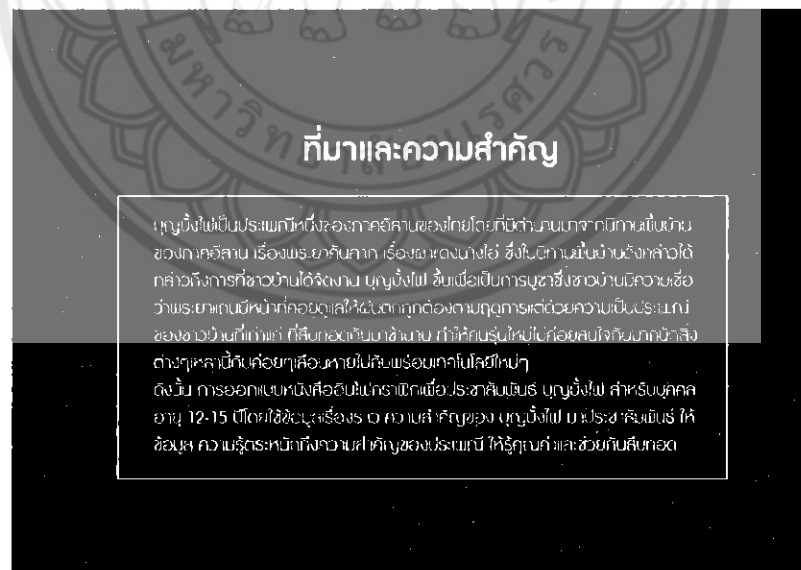 มหาวิทยาลัยนเรศวร
ที่มาและความสำคัญ
บุญบั้งไฟเป็นประเพณีหนึ่งของภาคอีสานของไทยโดยที่มีตำนานมาจากนิทานพื้นบ้าน
ของภาคอีสาน เรื่องพระยาคันคาก เรื่องผาแดงนางไอ่ ซึ่งในนิทานพื้นบ้านดังกล่าวได้
กล่าวถึงการที่ชาวบ้านได้จัดงาน บุญบั้งไฟ ขึ้นเพื่อเป็นการบูชาซึ่งชาวบ้านมีความเชื่อ
ว่าพระยาแถนมีหน้าที่คอยดูแลให้ฝนตกถูกต้องตามฤดูการแต่ด้วยความเป็นประเพณี
ของชาวบ้านที่เก่าแก่ ที่สืบทอดกันมาช้านาน ทำให้คนรุ่นใหม่ไม่ค่อยสนใจกันมากนักสิ่ง
ต่างๆเหล่านี้กับค่อยๆเลือนหายไปกับพร้อมเทคโนโลยีใหม่ๆ
ดังนั้น การออกแบบหนังสืออินโฟกราฟิกเพื่อประชาสัมพันธ์ บุญบั้งไฟ สำหรับบุคคล
อายุ 12-15 ปีโดยใช้ข้อมูลเรื่องราว ความสำคัญของ บุญบั้งไฟ มาประชาสัมพันธ์ ให้
ข้อมูล ความรู้ตระหนักถึงความสำคัญของประเพณี ให้รู้คุณค่าและช่วยกันสืบทอด